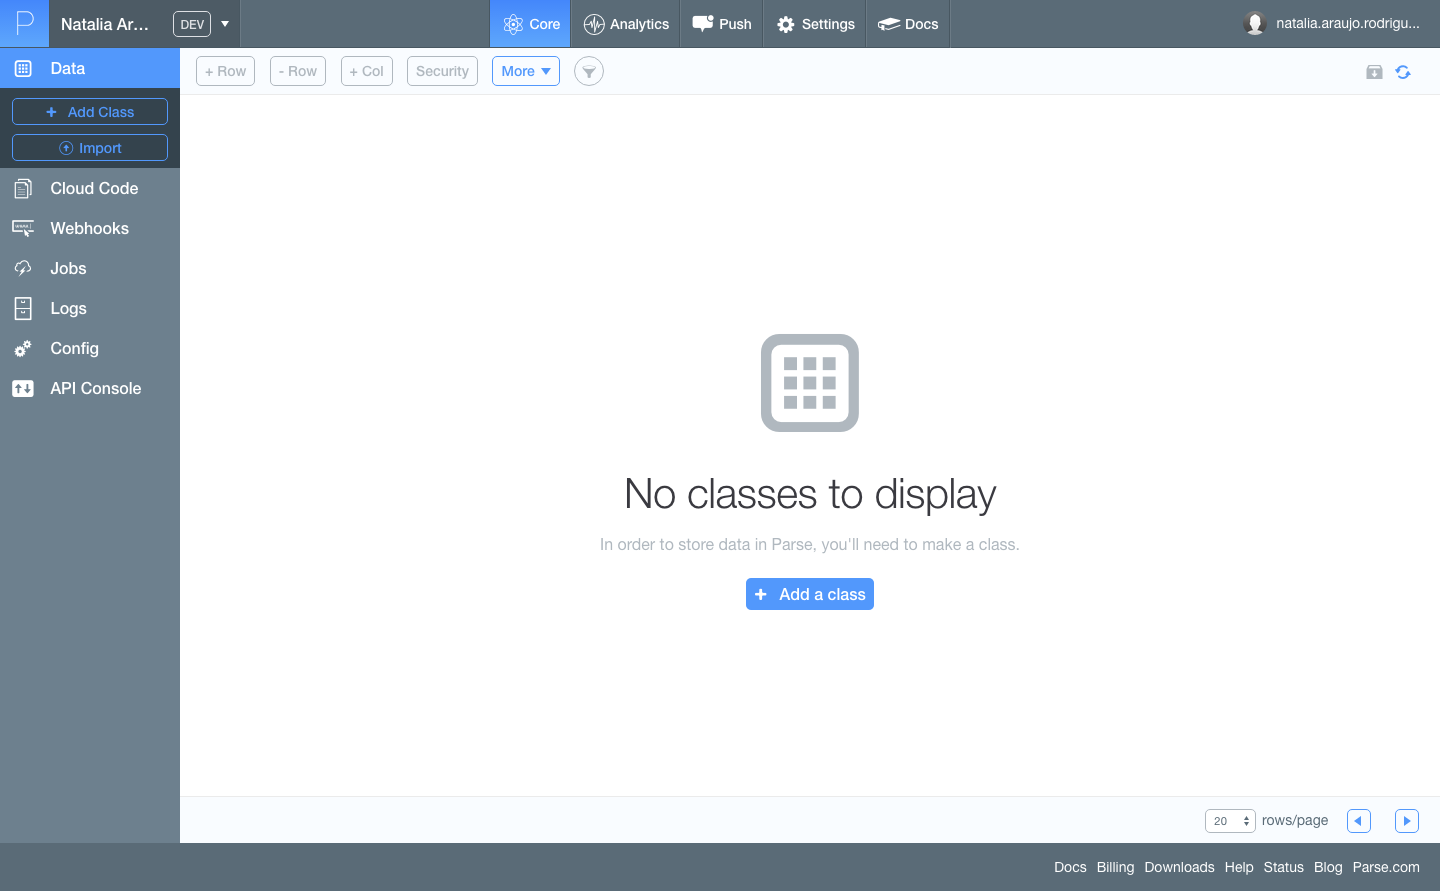 P Natalia Ar... DEV Core Analytics Push Settings Docs natalia.araujo.rodrigu...
Data
+ Row - Row + Col Security More
Add Class
Import
Cloud Code
Webhooks
Jobs
Logs
Config
API Console
No classes to display
In order to store data in Parse, you'll need to make a class.
+ Add a class
20 rows/page
Docs Billing Downloads Help Status Blog Parse.com